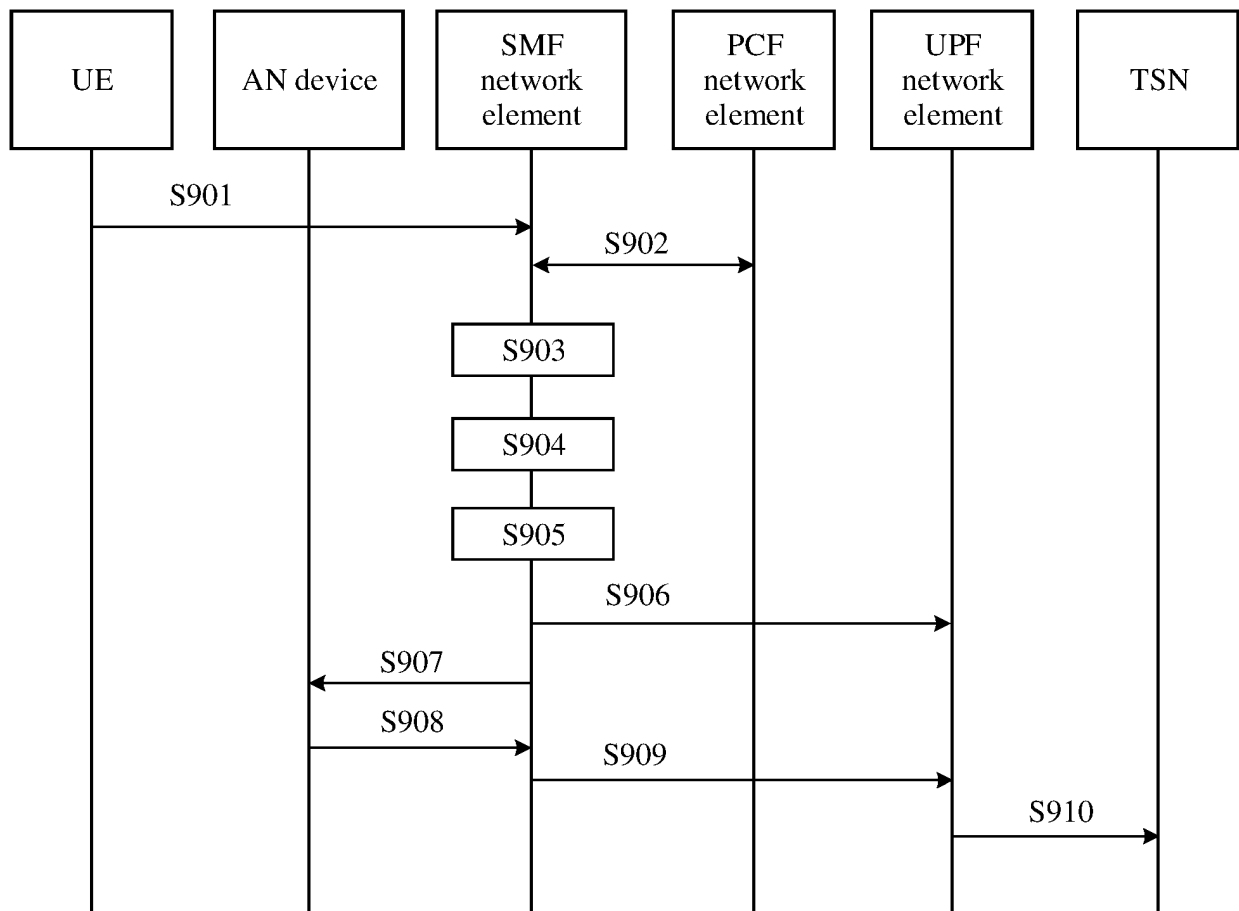 UE
AN device
SMF
network
element
PCF
network
element
UPF
network
element
TSN
S901
S902
S903
S904
S905
S906
S907
S908
S909
S910